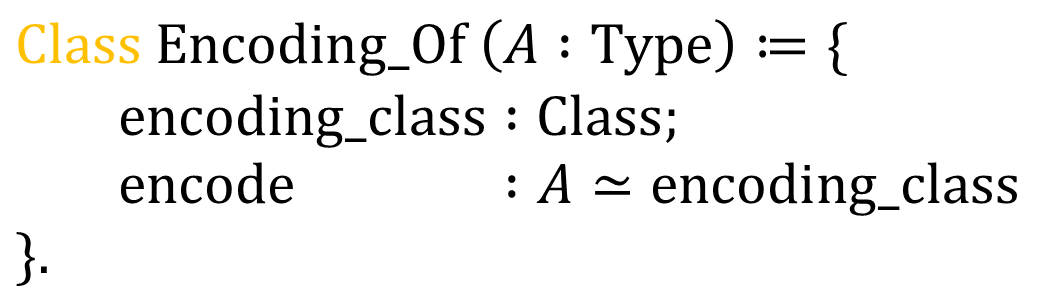 Class Encoding_Of (A : Type) ≔ {
encoding_class : Class;
encode : A ≃ encoding_class
}.